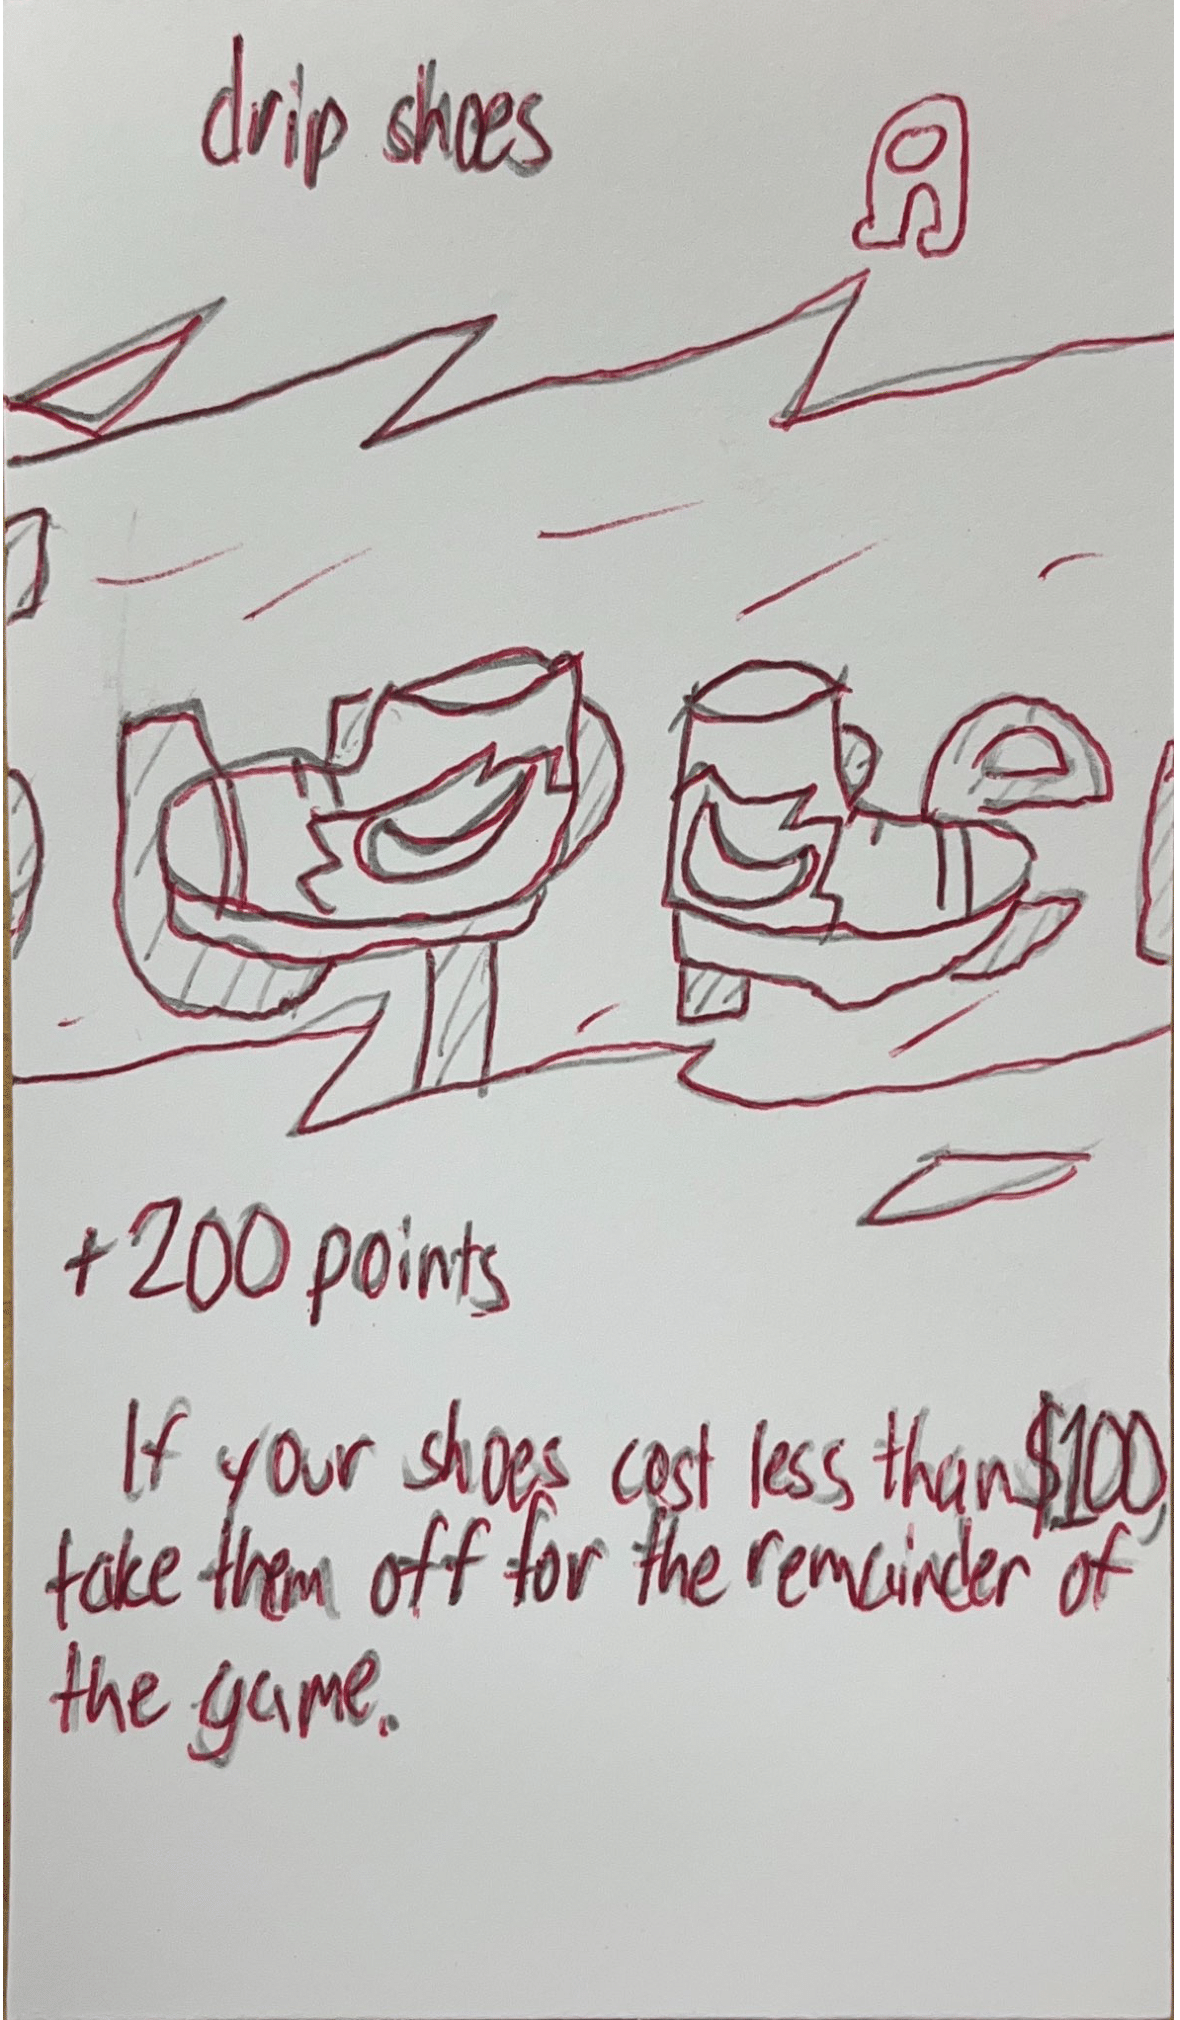 drip shoes
+200 points
If your shoes cost less than $100,
take them off for the remainder of
the game.